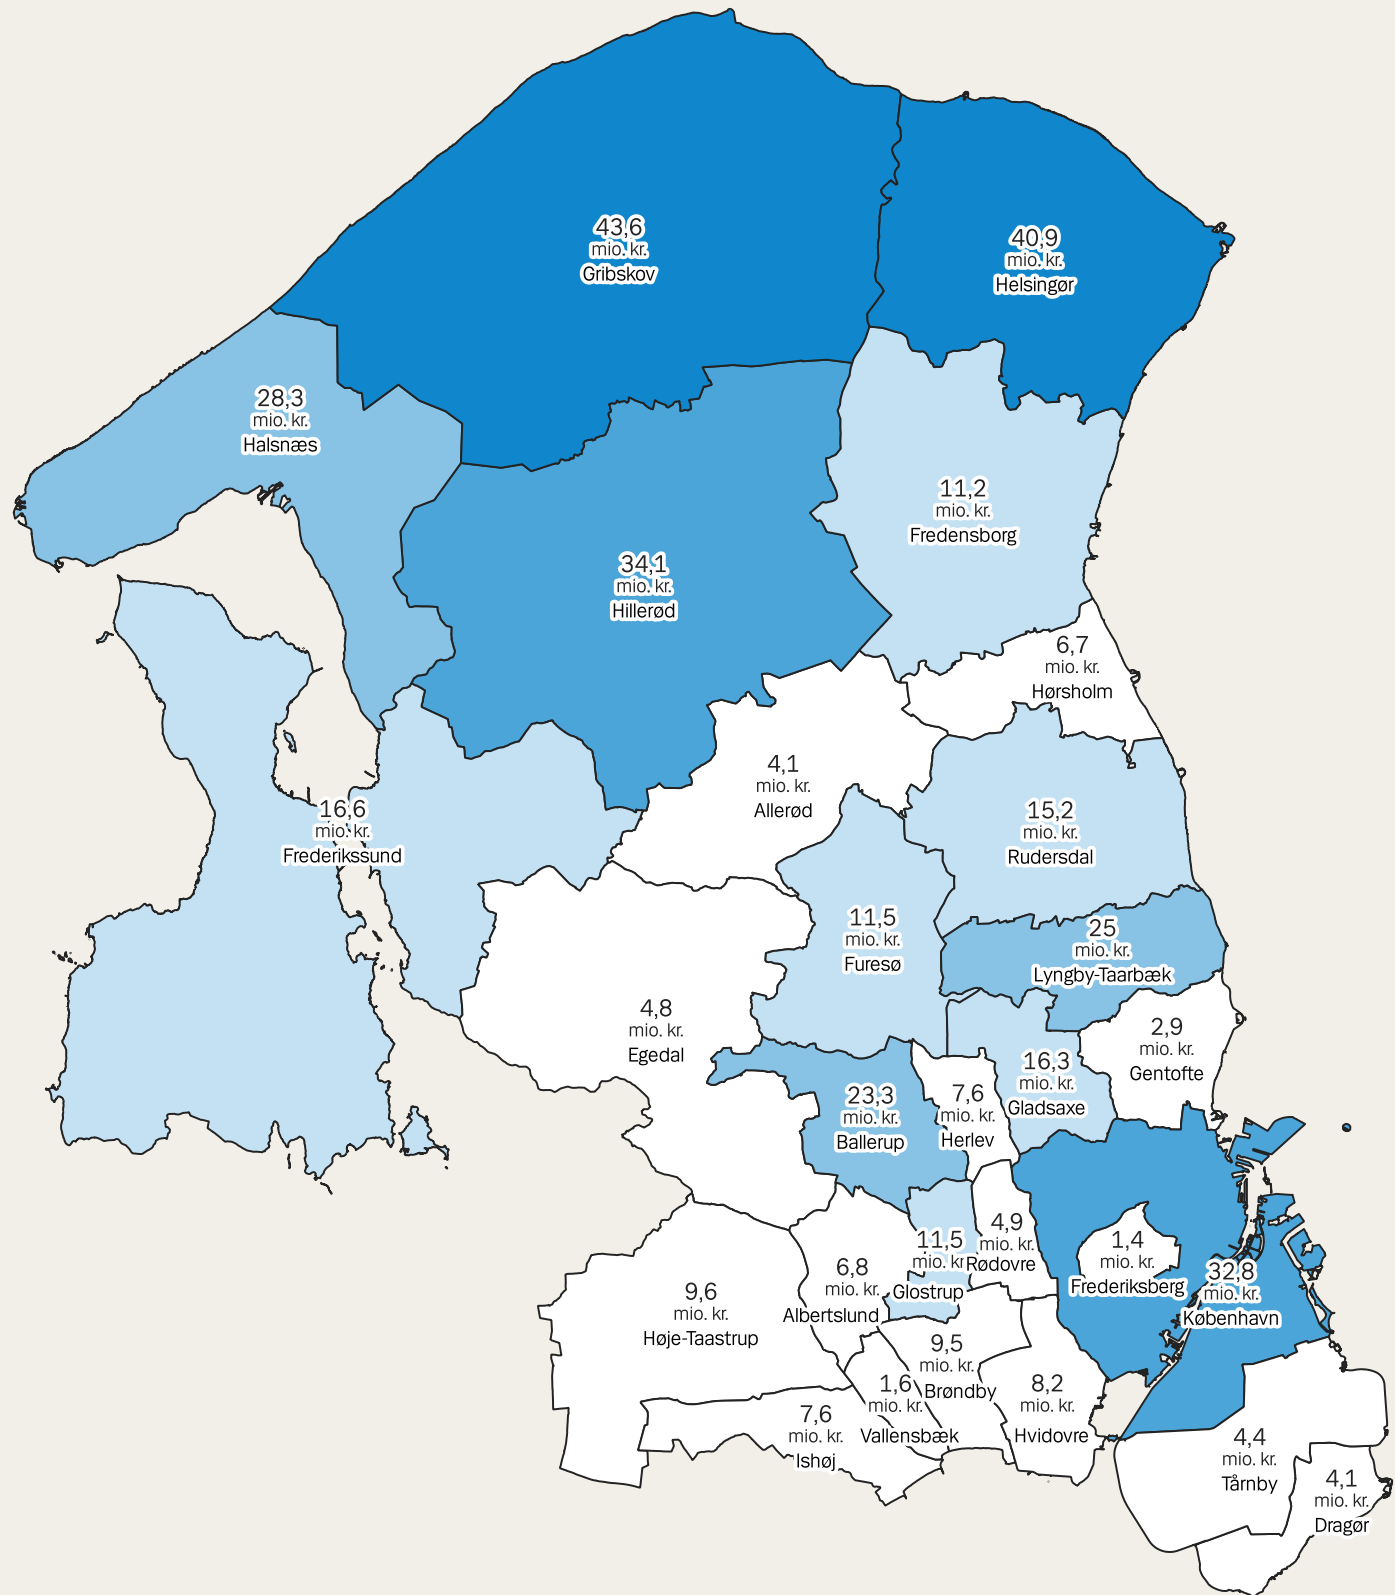 43,6
mio. kr.
Gribskov
40,9
mio. kr.
Helsingør
28,3
mio. kr.
Halsnæs
11,2
mio. kr.
Fredensborg
34,1
mio. kr.
Hillerød
6,7
mio. kr.
Hørsholm
4,1
mio. kr.
Allerød
16,6
mio. kr.
Frederikssund
15,2
mio. kr.
Rudersdal
11,5
mio. kr.
Furesø
25
mio. kr.
Lyngby-Taarbæk
4,8
mio. kr.
Egedal
2,9
mio. kr.
Gentofte
16,3
mio. kr.
Gladsaxe
23,3
mio. kr.
Ballerup
7,6
mio. kr.
Herlev
4,9
mio. kr.
Rødovre
11,5
mio. kr.
Glostrup
1,4
mio. kr.
Frederiksberg
32,8
mio. kr.
København
6,8
mio. kr.
Albertslund
9,6
mio. kr.
Høje-Taastrup
9,5
mio. kr.
Brøndby
1,6
mio. kr.
Vallensbæk
8,2
mio. kr.
Hvidovre
7,6
mio. kr.
Ishøj
4,4
mio. kr.
Tårnby
4,1
mio. kr.
Dragør